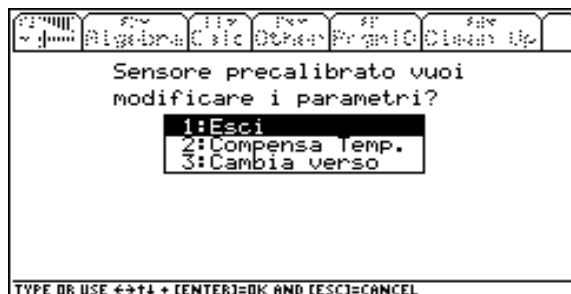 Algebra Calc Other PrgmIO Clean Up
Sensore precalibrato vuoi
modificare i parametri?
1:Esci
2:Compensa Temp.
3:Cambia verso
TYPE OR USE ←→↑↓ + [ENTER]=OK AND [ESC]=CANCEL